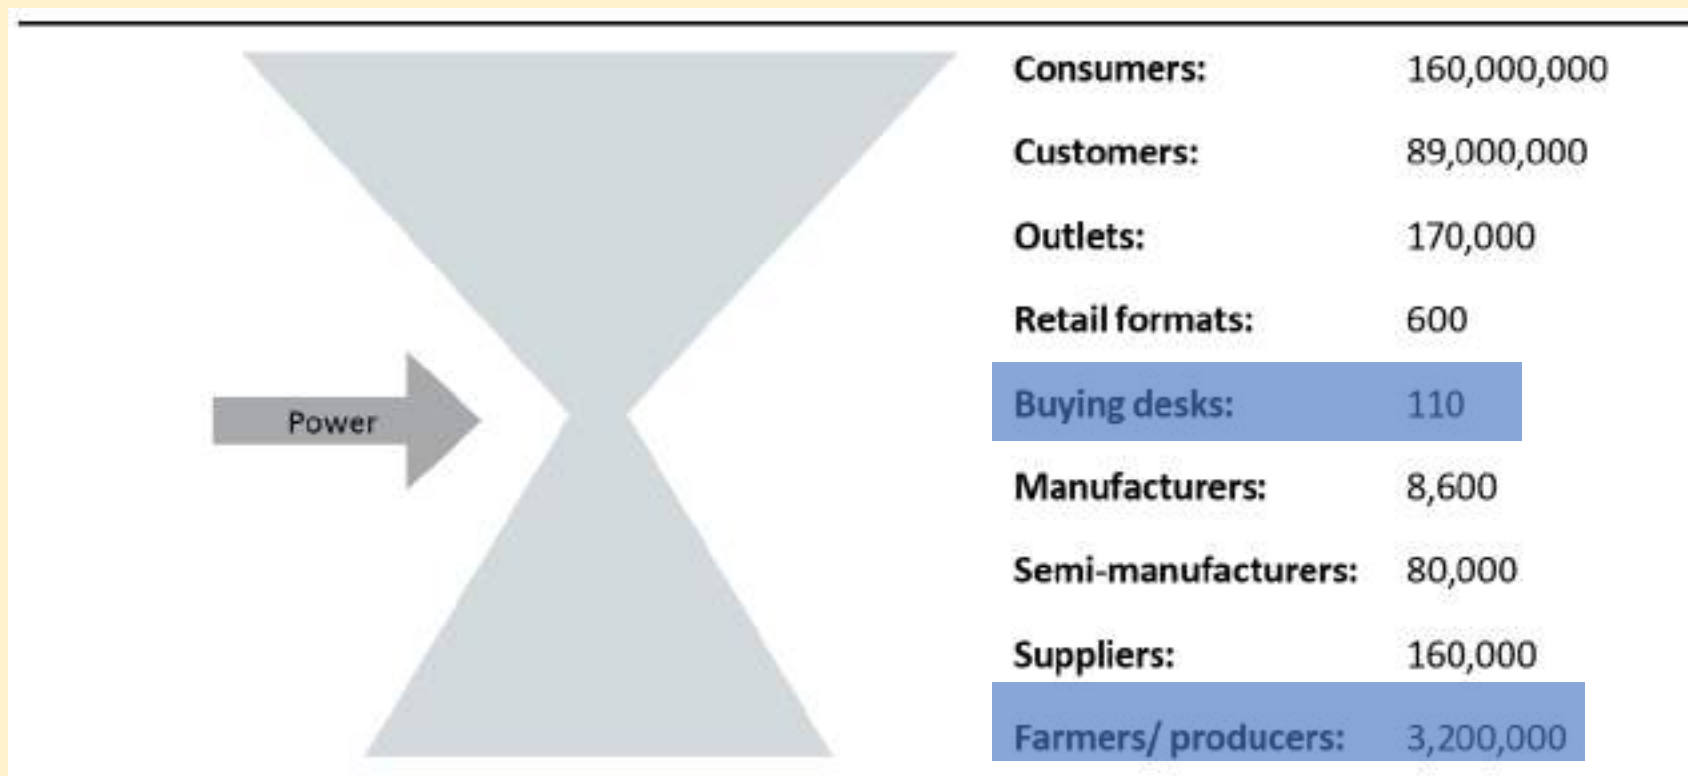 Consumers: 160,000,000
Customers: 89,000,000
Outlets: 170,000
Retail formats: 600
Power
Buying desks: 110
Manufacturers: 8,600
Semi-manufacturers: 80,000
Suppliers: 160,000
Farmers/ producers: 3,200,000